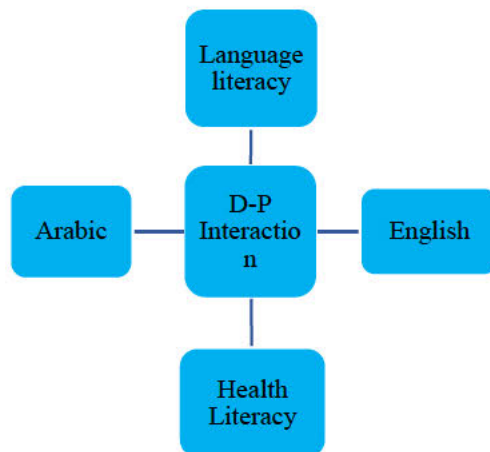 Language
literacy
Arabic
D-P
Interactio
n
English
Health
Literacy